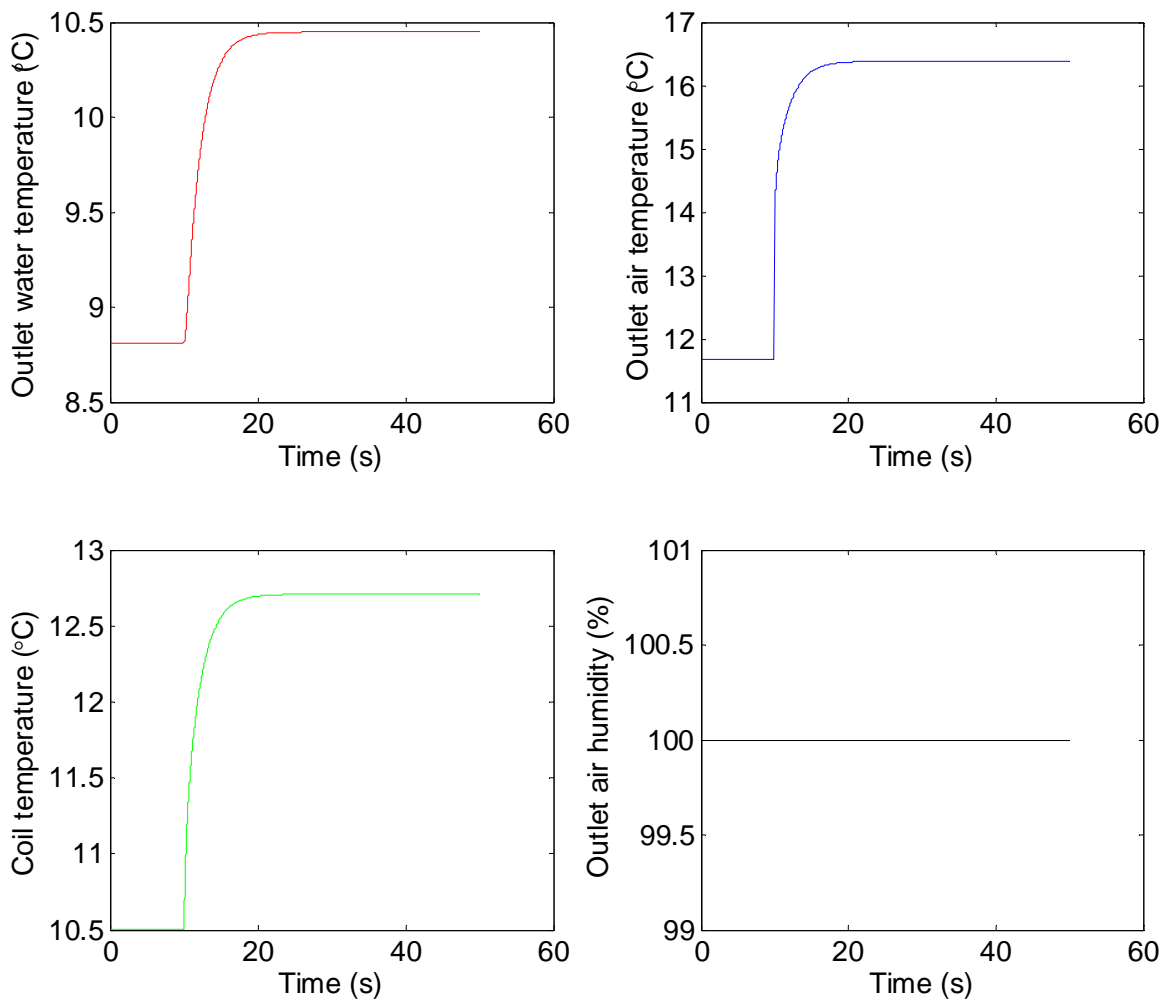 Outlet water temperature (°C)
10.5
10
9.5
9
8.5
0 20 40 60
Time (s)
Outlet air temperature (°C)
17
16
15
14
13
12
11
0 20 40 60
Time (s)
Coil temperature (°C)
13
12.5
12
11.5
11
10.5
0 20 40 60
Time (s)
Outlet air humidity (%)
101
100.5
100
99.5
99
0 20 40 60
Time (s)